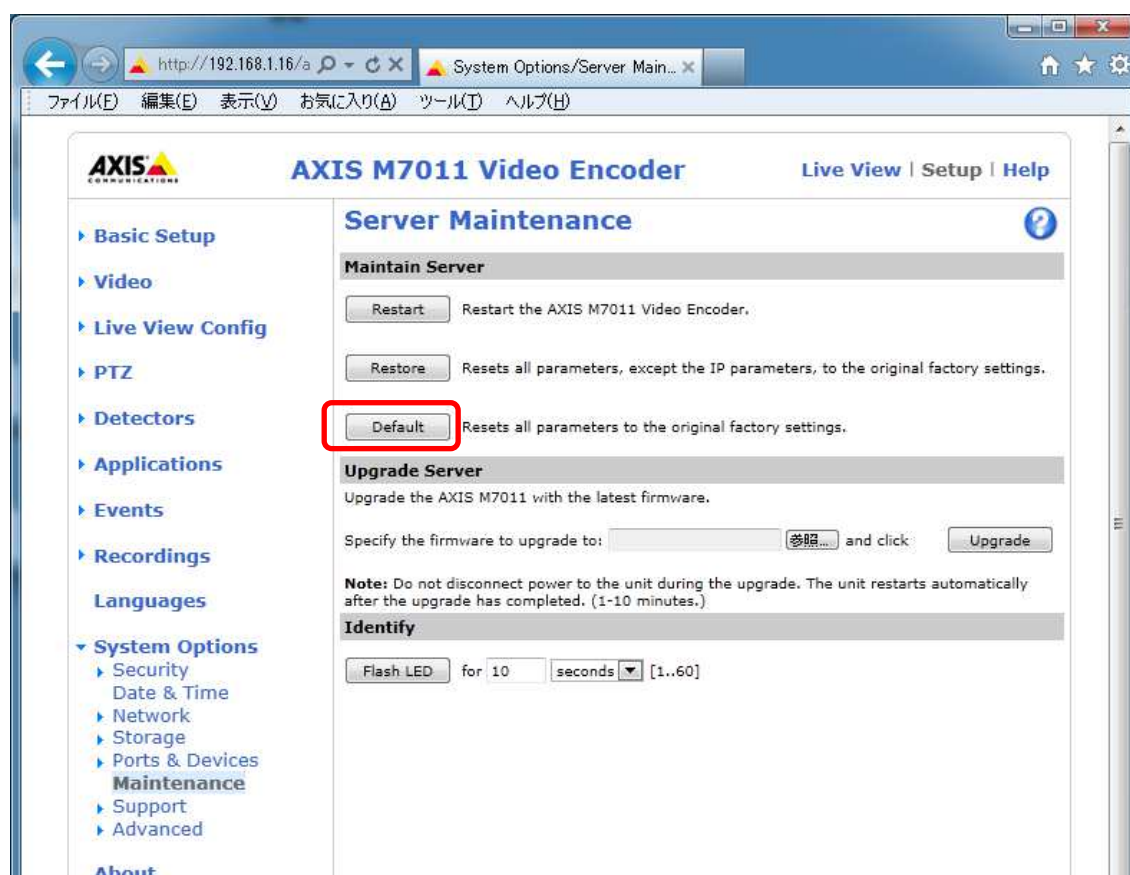 http://192.168.1.16/a
System Options/Server Main...
ファイル(F) 編集(E) 表示(V) お気に入り(A) ツール(T) ヘルプ(H)
AXIS
COMMUNICATIONS
AXIS M7011 Video Encoder
Live View | Setup | Help
Basic Setup
Video
Live View Config
PTZ
Detectors
Applications
Events
Recordings
Languages
System Options
Security
Date & Time
Network
Storage
Ports & Devices
Maintenance
Support
Advanced
About
Server Maintenance
?
Maintain Server
Restart Restart the AXIS M7011 Video Encoder.
Restore Resets all parameters, except the IP parameters, to the original factory settings.
Default Resets all parameters to the original factory settings.
Upgrade Server
Upgrade the AXIS M7011 with the latest firmware.
Specify the firmware to upgrade to: 参照... and click Upgrade
Note: Do not disconnect power to the unit during the upgrade. The unit restarts automatically
after the upgrade has completed. (1-10 minutes.)
Identify
Flash LED for 10 seconds [1..60]